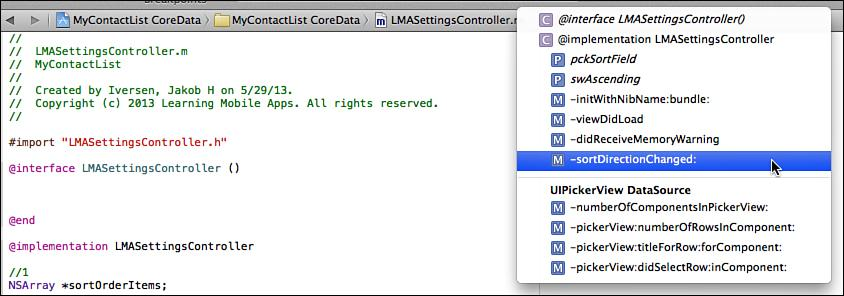 Breakpoints
MyContactList CoreData MyContactList CoreData LMASettingsController.m
//
//  LMASettingsController.m
//  MyContactList
//
//  Created by Iversen, Jakob H on 5/29/13.
//  Copyright (c) 2013 Learning Mobile Apps. All rights reserved.
//
#import "LMASettingsController.h"
@interface LMASettingsController ()
@end
@implementation LMASettingsController
//1
NSArray *sortOrderItems;
C @interface LMASettingsController()
C @implementation LMASettingsController
P pckSortField
P swAscending
M -initWithNibName:bundle:
M -viewDidLoad
M -didReceiveMemoryWarning
M -sortDirectionChanged:
UIPickerView DataSource
M -numberOfComponentsInPickerView:
M -pickerView:numberOfRowsInComponent:
M -pickerView:titleForRow:forComponent:
M -pickerView:didSelectRow:inComponent: